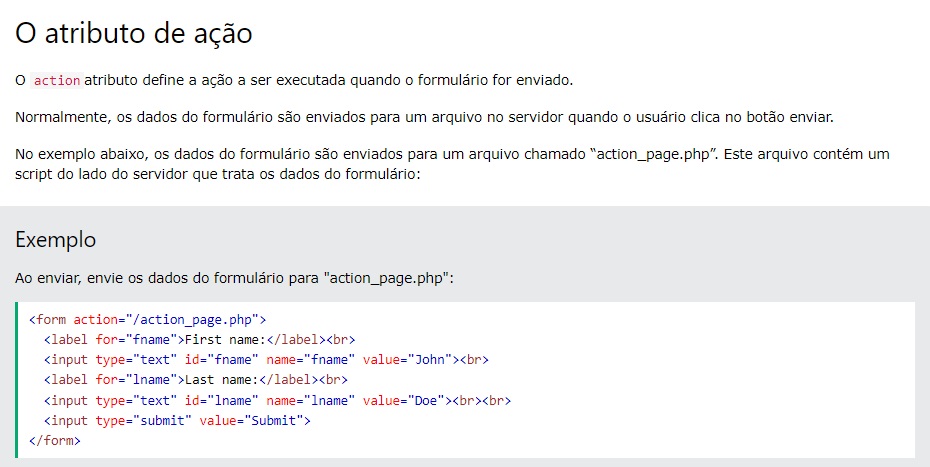 O atributo de ação
O action atributo define a ação a ser executada quando o formulário for enviado.
Normalmente, os dados do formulário são enviados para um arquivo no servidor quando o usuário clica no botão enviar.
No exemplo abaixo, os dados do formulário são enviados para um arquivo chamado “action_page.php”. Este arquivo contém um
script do lado do servidor que trata os dados do formulário:
Exemplo
Ao enviar, envie os dados do formulário para "action_page.php":
<form action="/action_page.php">
  <label for="fname">First name:</label><br>
  <input type="text" id="fname" name="fname" value="John"><br>
  <label for="lname">Last name:</label><br>
  <input type="text" id="lname" name="lname" value="Doe"><br><br>
  <input type="submit" value="Submit">
</form>